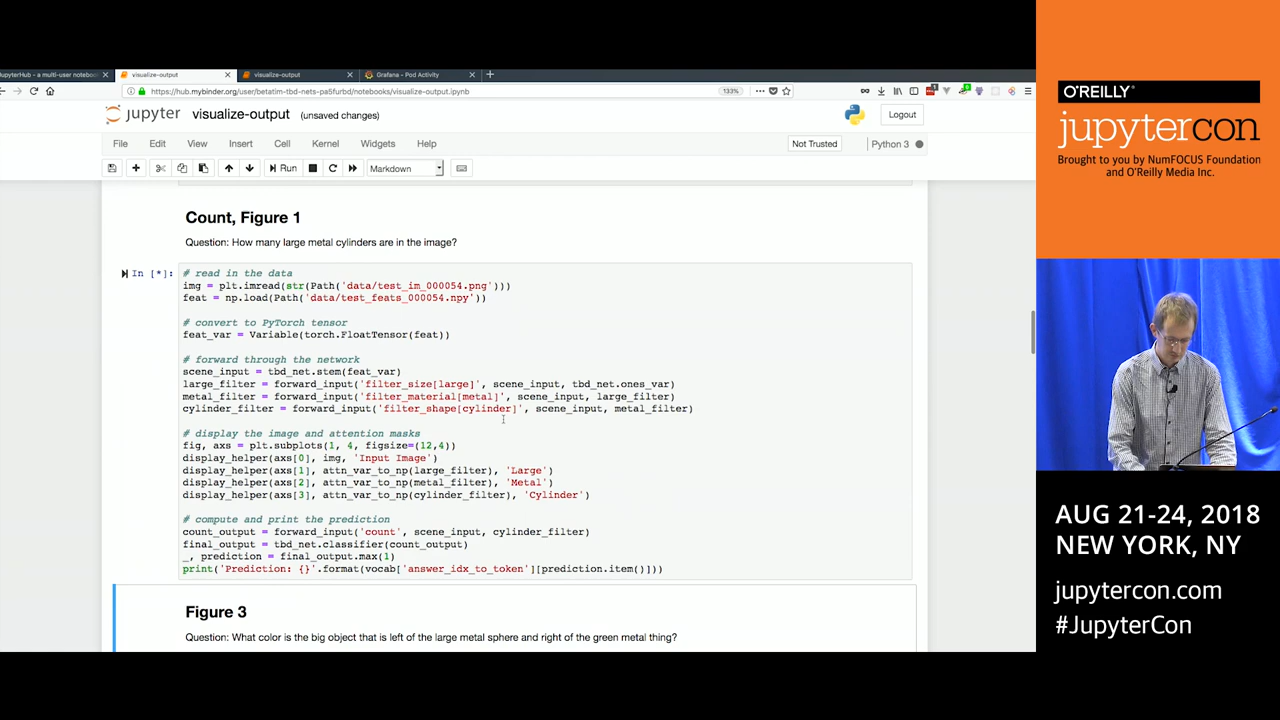 JupyterHub - a multi-user noteboo
visualize-output
visualize-output
Grafana - Pod Activity
https://hub.mybinder.org/user/betatim-tbd-nets-pa5furbd/notebooks/visualize-output.ipynb
133%
jupyter visualize-output (unsaved changes)
Logout
File Edit View Insert Cell Kernel Widgets Help
Not Trusted
Python 3
Run
Markdown
Count, Figure 1
Question: How many large metal cylinders are in the image?
In [*]:
# read in the data
img = plt.imread(str(Path('data/test_im_000054.png')))
feat = np.load(Path('data/test_feats_000054.npy'))
# convert to PyTorch tensor
feat_var = Variable(torch.FloatTensor(feat))
# forward through the network
scene_input = tbd_net.stem(feat_var)
large_filter = forward_input('filter_size[large]', scene_input, tbd_net.ones_var)
metal_filter = forward_input('filter_material[metal]', scene_input, large_filter)
cylinder_filter = forward_input('filter_shape[cylinder]', scene_input, metal_filter)
# display the image and attention masks
fig, axs = plt.subplots(1, 4, figsize=(12,4))
display_helper(axs[0], img, 'Input Image')
display_helper(axs[1], attn_var_to_np(large_filter), 'Large')
display_helper(axs[2], attn_var_to_np(metal_filter), 'Metal')
display_helper(axs[3], attn_var_to_np(cylinder_filter), 'Cylinder')
# compute and print the prediction
count_output = forward_input('count', scene_input, cylinder_filter)
final_output = tbd_net.classifier(count_output)
_, prediction = final_output.max(1)
print('Prediction: {}'.format(vocab['answer_idx_to_token'][prediction.item()]))
Figure 3
Question: What color is the big object that is left of the large metal sphere and right of the green metal thing?
O'REILLY®
jupytercon
Brought to you by NumFOCUS Foundation
and O'Reilly Media Inc.
AUG 21-24, 2018
NEW YORK, NY
jupytercon.com
#JupyterCon